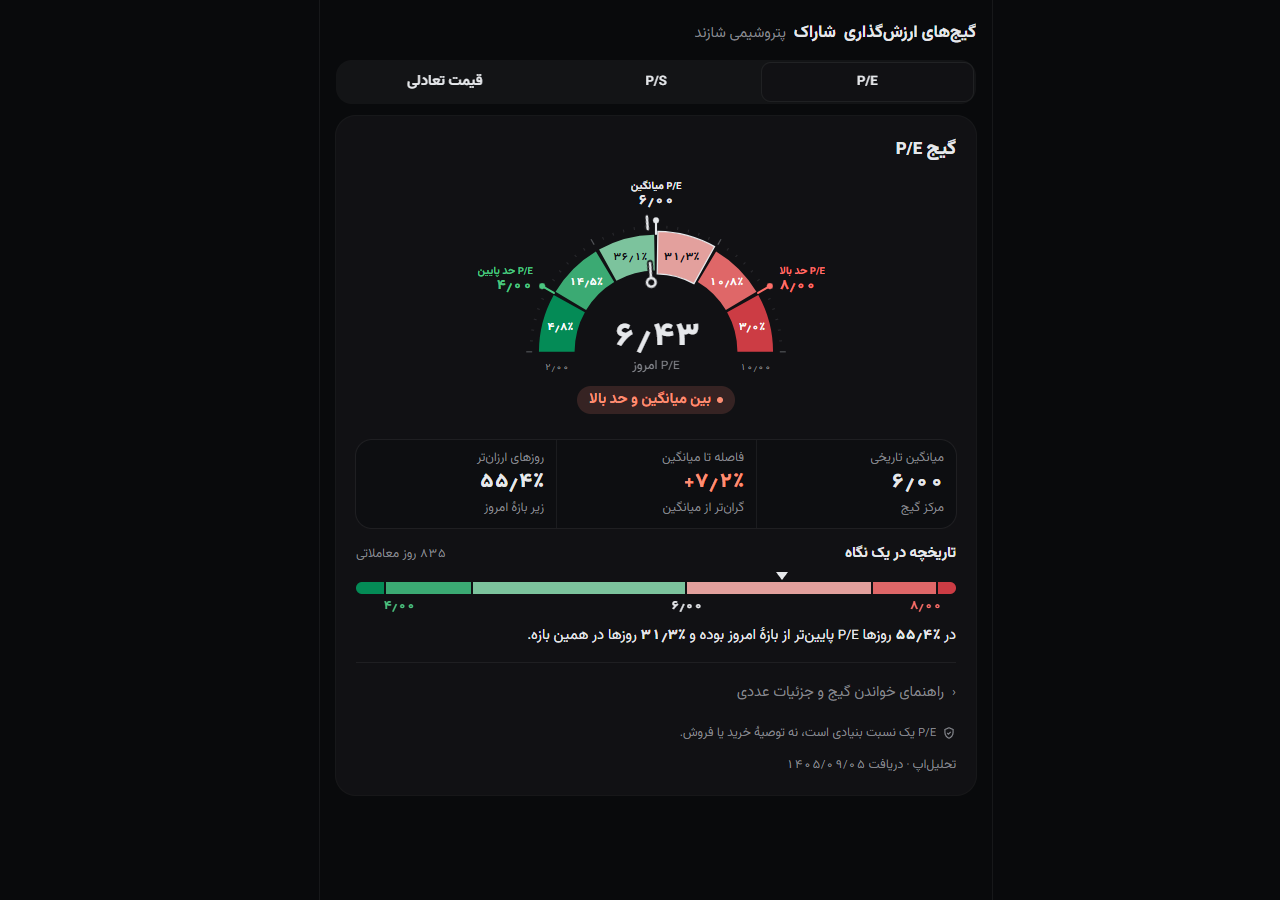 گیج‌های ارزش‌گذاری شاراک پتروشیمی شازند
P/E
P/S
قیمت تعادلی
گیج P/E
P/E میانگین
۶٫۰۰
P/E حد بالا
۸٫۰۰
P/E حد پایین
۴٫۰۰
۳۱٫۳٪
۳۶٫۱٪
۱۰٫۸٪
۱۴٫۵٪
۳٫۰٪
۴٫۸٪
۶٫۴۳
P/E امروز
۱۰٫۰۰
۲٫۰۰
بین میانگین و حد بالا
میانگین تاریخی
۶٫۰۰
مرکز گیج
فاصله تا میانگین
+۷٫۲٪
گران‌تر از میانگین
روزهای ارزان‌تر
۵۵٫۴٪
زیر بازهٔ امروز
تاریخچه در یک نگاه
۸۳۵ روز معاملاتی
۸٫۰۰
۶٫۰۰
۴٫۰۰
در ۵۵٫۴٪ روزها P/E پایین‌تر از بازهٔ امروز بوده و ۳۱٫۳٪ روزها در همین بازه.
‹ راهنمای خواندن گیج و جزئیات عددی
P/E یک نسبت بنیادی است، نه توصیهٔ خرید یا فروش.
تحلیل‌اپ · دریافت ۱۴۰۵/۰۹/۰۵